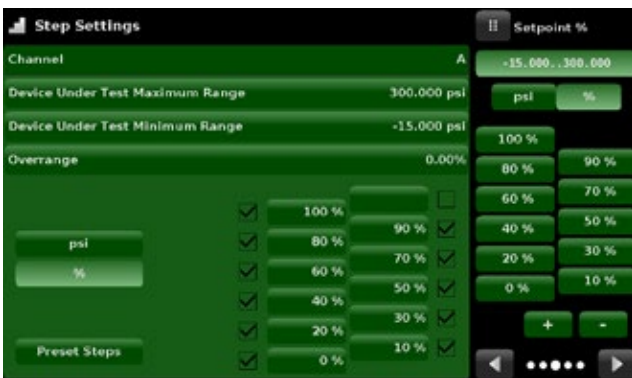 Step Settings
Channel A
Device Under Test Maximum Range 300.000 psi
Device Under Test Minimum Range -15.000 psi
Overrange 0.00%
psi
%
Preset Steps
100 %
90 %
80 %
70 %
60 %
50 %
40 %
30 %
20 %
10 %
0 %
Setpoint %
-15.000..300.000
psi %
100 %
90 %
80 %
70 %
60 %
50 %
40 %
30 %
20 %
10 %
0 %
+ -